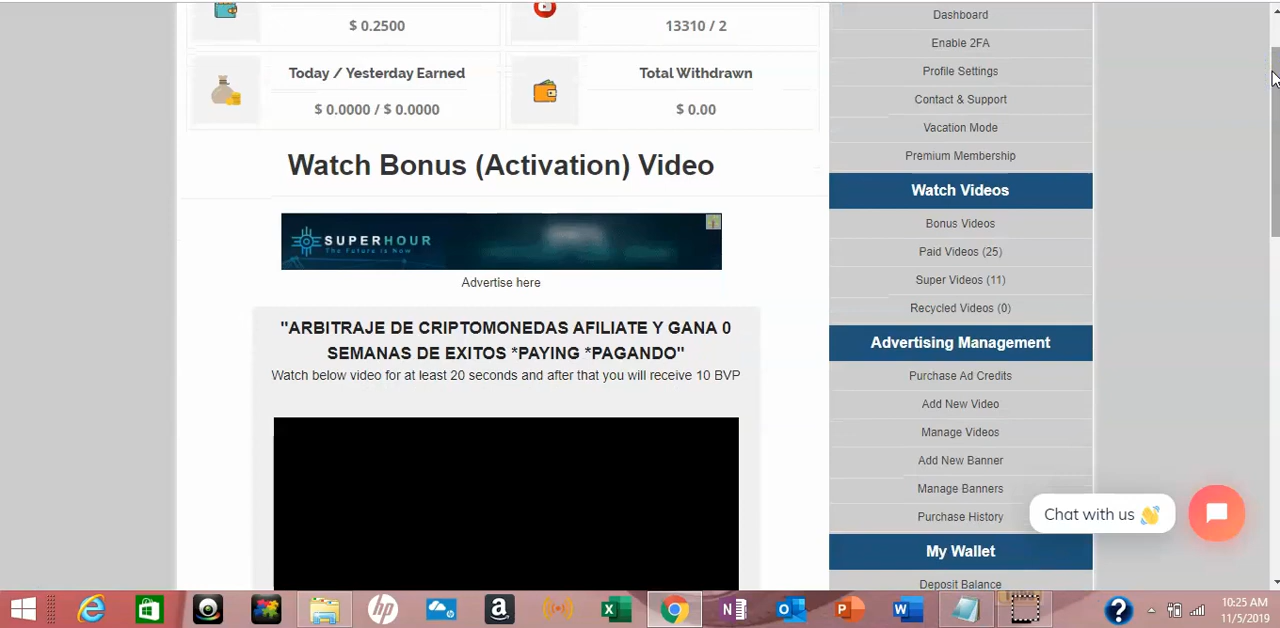 $ 0.2500
13310 / 2
Today / Yesterday Earned
Total Withdrawn
$ 0.0000 / $ 0.0000
$ 0.00
Watch Bonus (Activation) Video
SUPERHOUR
The Future is Now
Advertise here
"ARBITRAJE DE CRIPTOMONEDAS AFILIATE Y GANA 0
SEMANAS DE EXITOS *PAYING *PAGANDO"
Watch below video for at least 20 seconds and after that you will receive 10 BVP
Dashboard
Enable 2FA
Profile Settings
Contact & Support
Vacation Mode
Premium Membership
Watch Videos
Bonus Videos
Paid Videos (25)
Super Videos (11)
Recycled Videos (0)
Advertising Management
Purchase Ad Credits
Add New Video
Manage Videos
Add New Banner
Manage Banners
Purchase History
My Wallet
Deposit Balance
Chat with us 👋
10:25 AM
11/5/2019